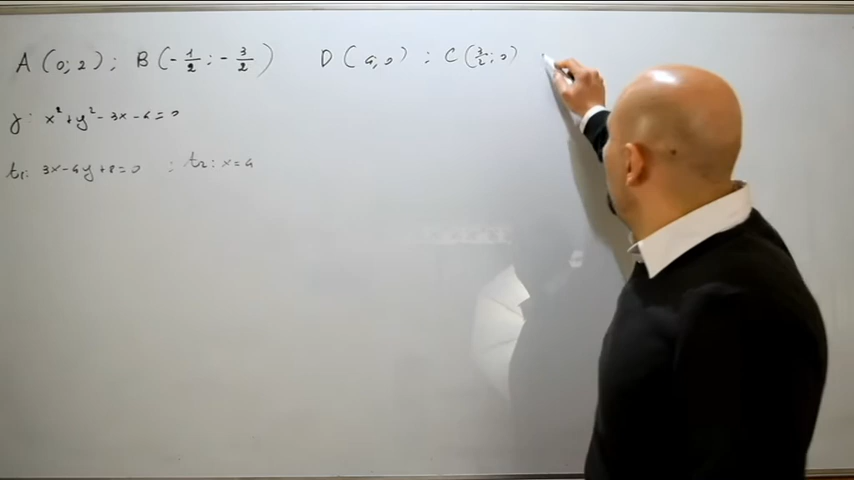 A (0; 2) ; B (- 1/2 ; - 3/2) D (4; 0) ; C (3/2 ; 0)
γ : x² + y² - 3x - 4 = 0
t₁: 3x - 4y + 8 = 0 ; t₂ : x = 4